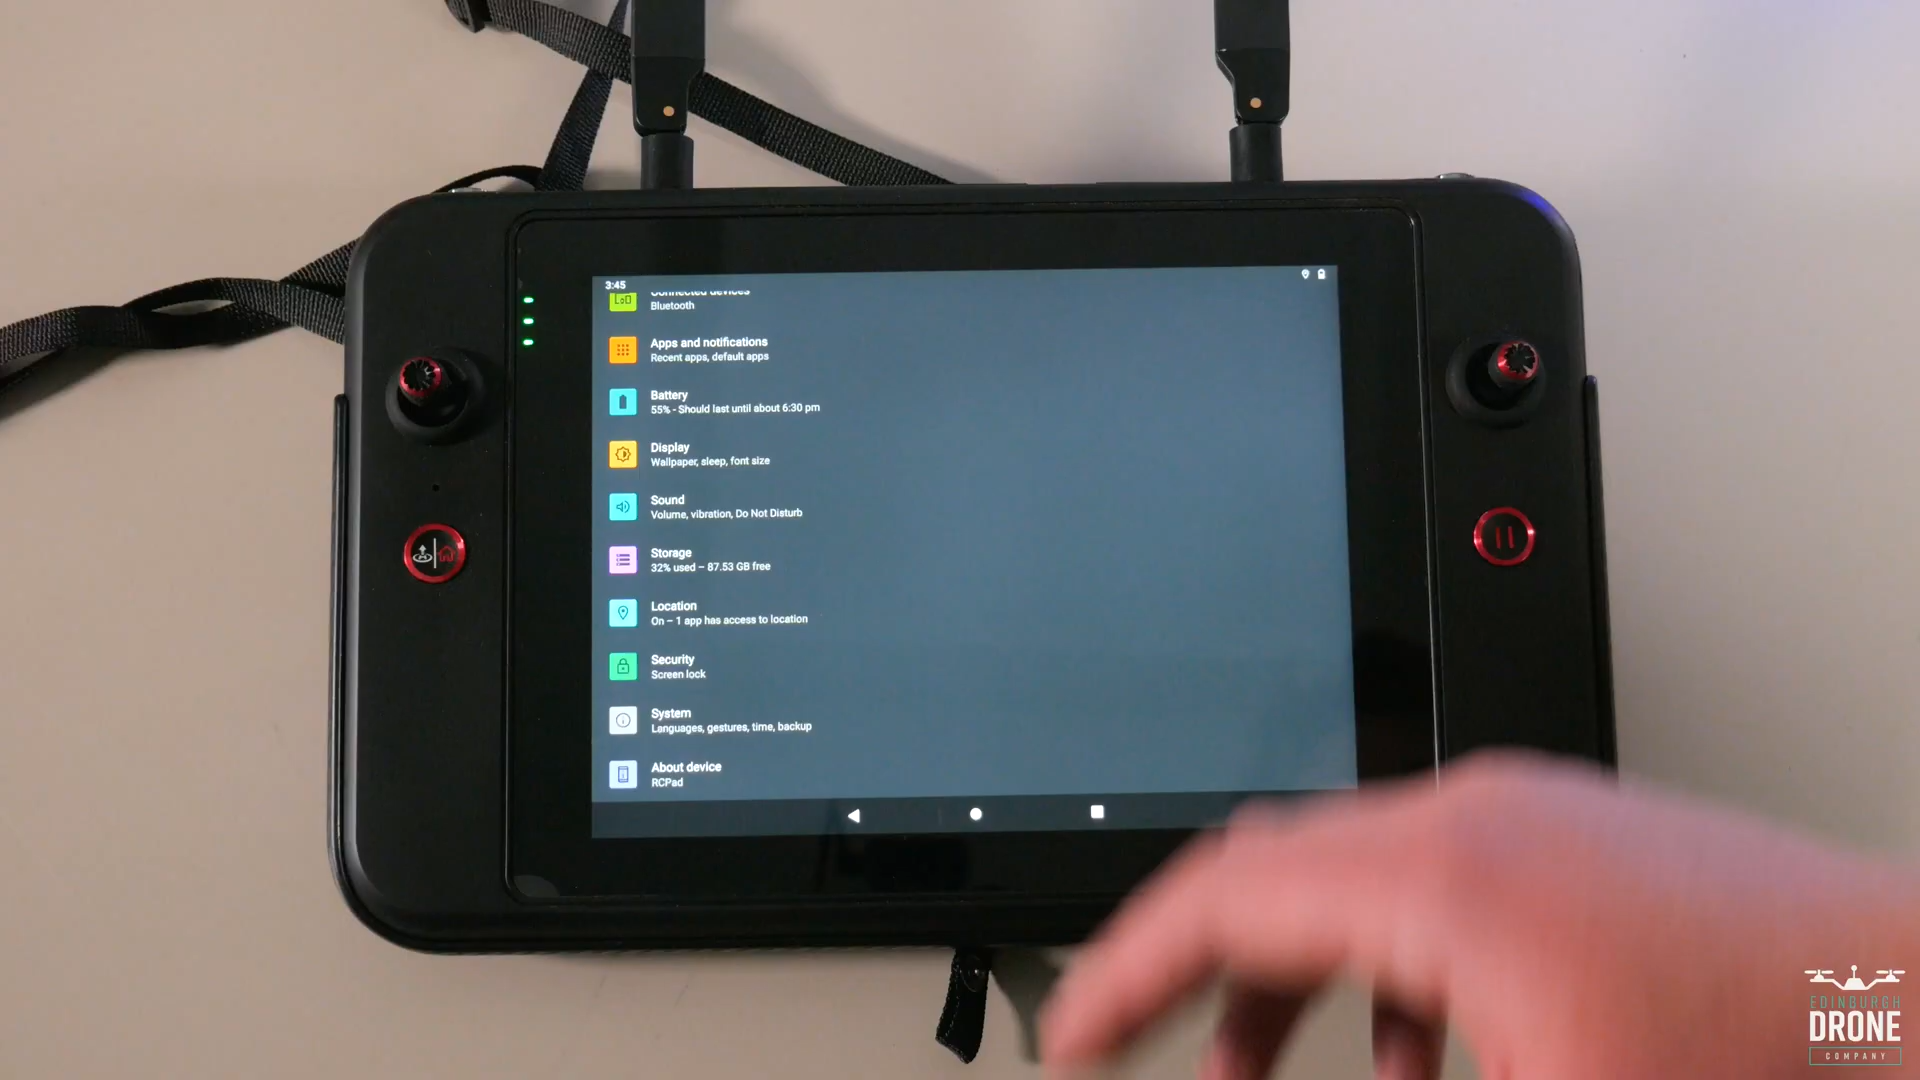 3:45
Connected devices
Bluetooth
Apps and notifications
Recent apps, default apps
Battery
55% - Should last until about 6:30 pm
Display
Wallpaper, sleep, font size
Sound
Volume, vibration, Do Not Disturb
Storage
32% used – 87.53 GB free
Location
On – 1 app has access to location
Security
Screen lock
System
Languages, gestures, time, backup
About device
RCPad
EDINBURGH
DRONE
COMPANY